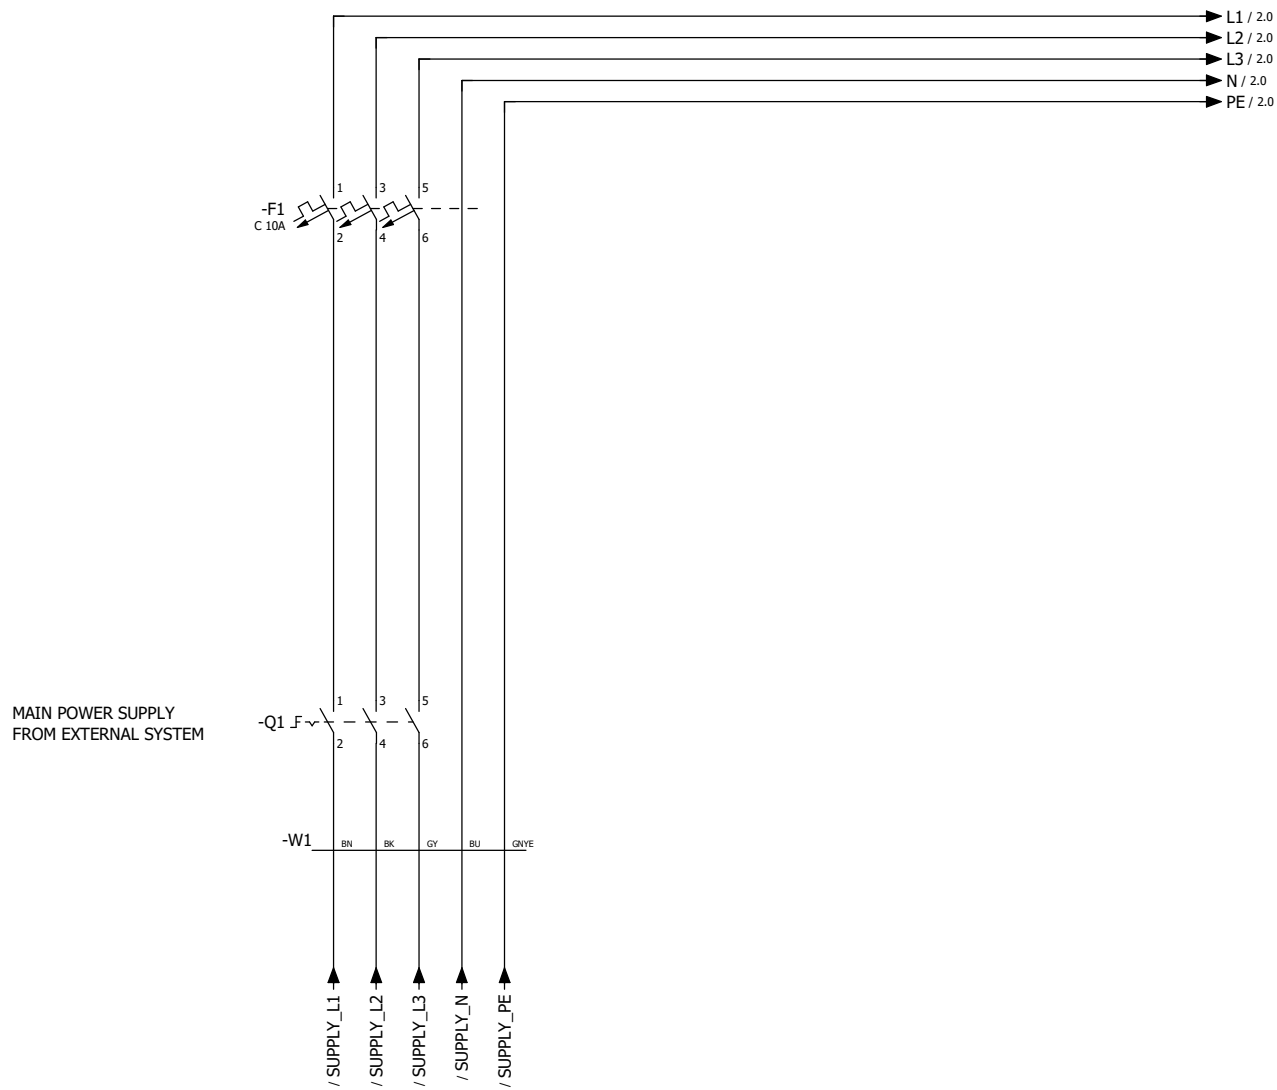 L1 / 2.0
L2 / 2.0
L3 / 2.0
N / 2.0
PE / 2.0
1 3 5
-F1
C 10A
2 4 6
MAIN POWER SUPPLY
FROM EXTERNAL SYSTEM
1 3 5
-Q1
2 4 6
-W1
BN BK GY BU GNYE
/ SUPPLY_L1
/ SUPPLY_L2
/ SUPPLY_L3
/ SUPPLY_N
/ SUPPLY_PE